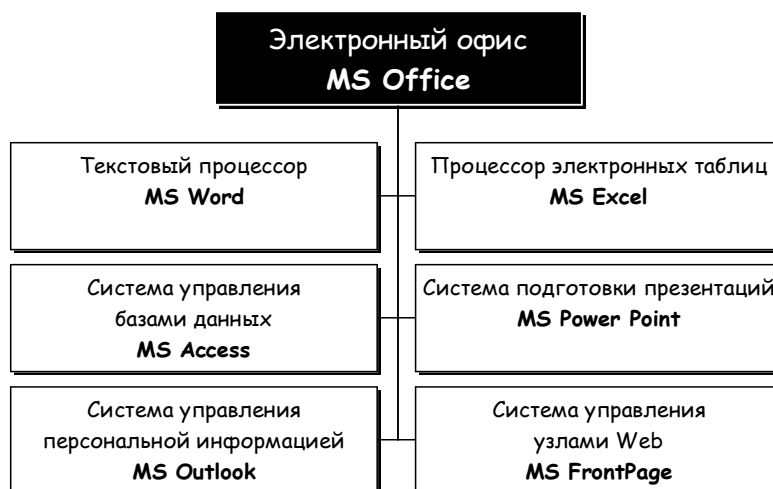 Электронный офис
MS Office
Текстовый процессор
MS Word
Процессор электронных таблиц
MS Excel
Система управления
базами данных
MS Access
Система подготовки презентаций
MS Power Point
Система управления
персональной информацией
MS Outlook
Система управления
узлами Web
MS FrontPage